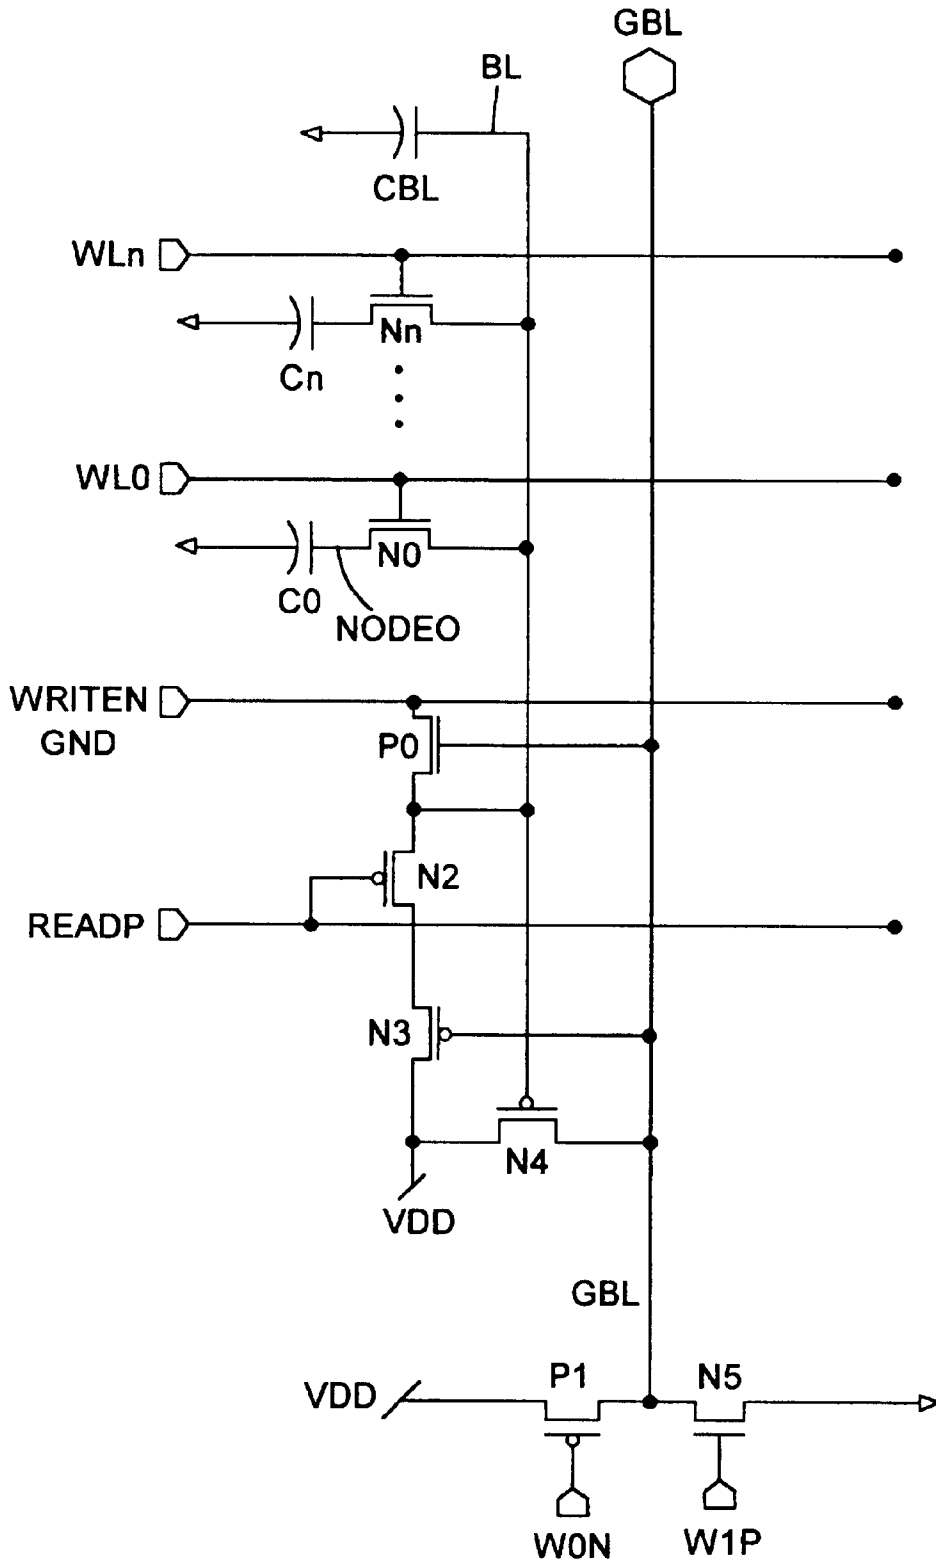 GBL
BL
CBL
WLn
Nn
Cn
WL0
N0
C0
NODEO
WRITEN
GND
P0
N2
READP
N3
N4
VDD
GBL
P1
N5
VDD
W0N
W1P